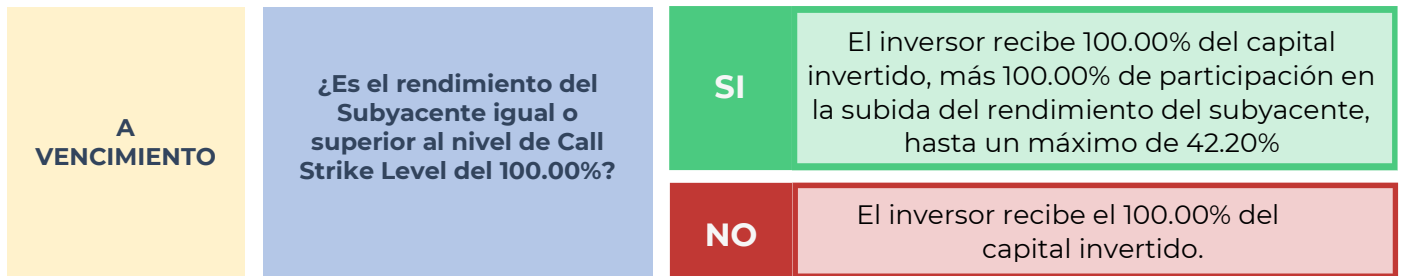 A
VENCIMIENTO
¿Es el rendimiento del
Subyacente igual o
superior al nivel de Call
Strike Level del 100.00%?
SI
El inversor recibe 100.00% del capital
invertido, más 100.00% de participación en
la subida del rendimiento del subyacente,
hasta un máximo de 42.20%
NO
El inversor recibe el 100.00% del
capital invertido.